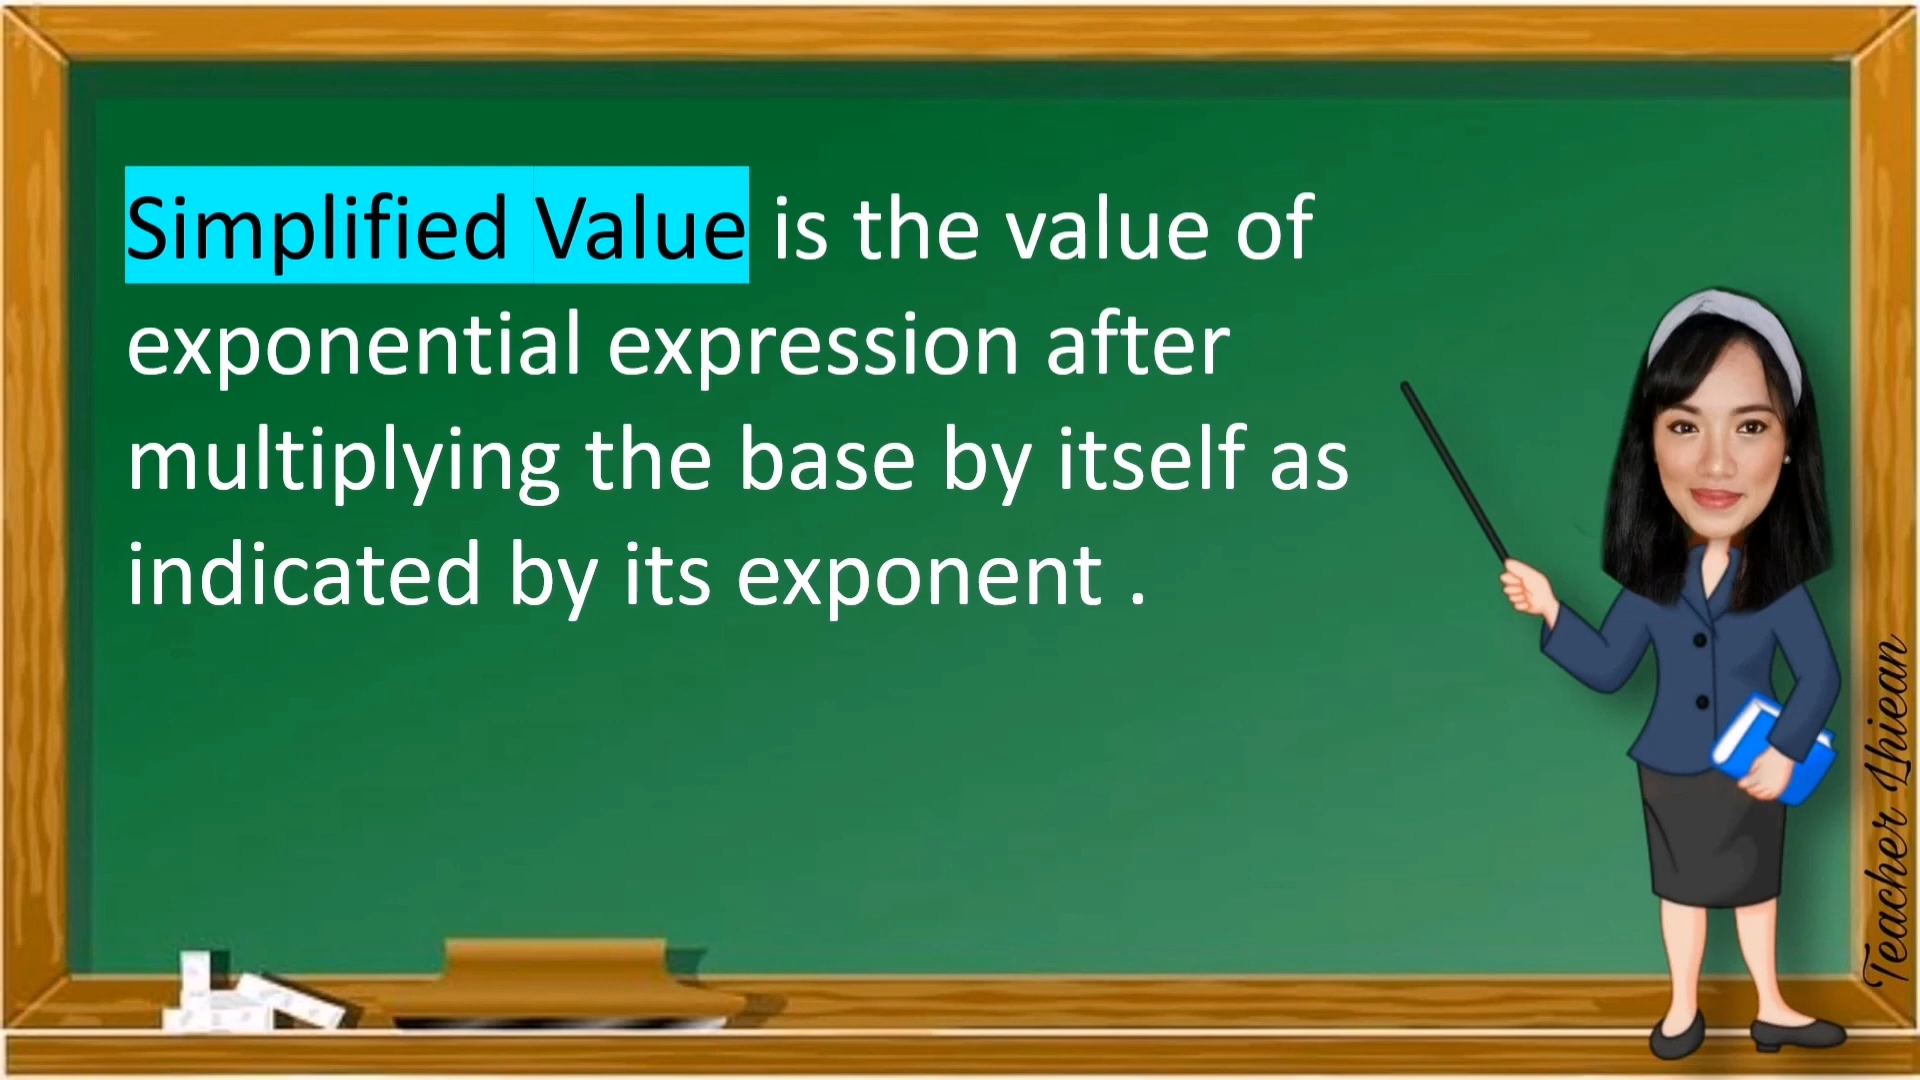 Simplified Value is the value of
exponential expression after
multiplying the base by itself as
indicated by its exponent .
Teacher Lhiean